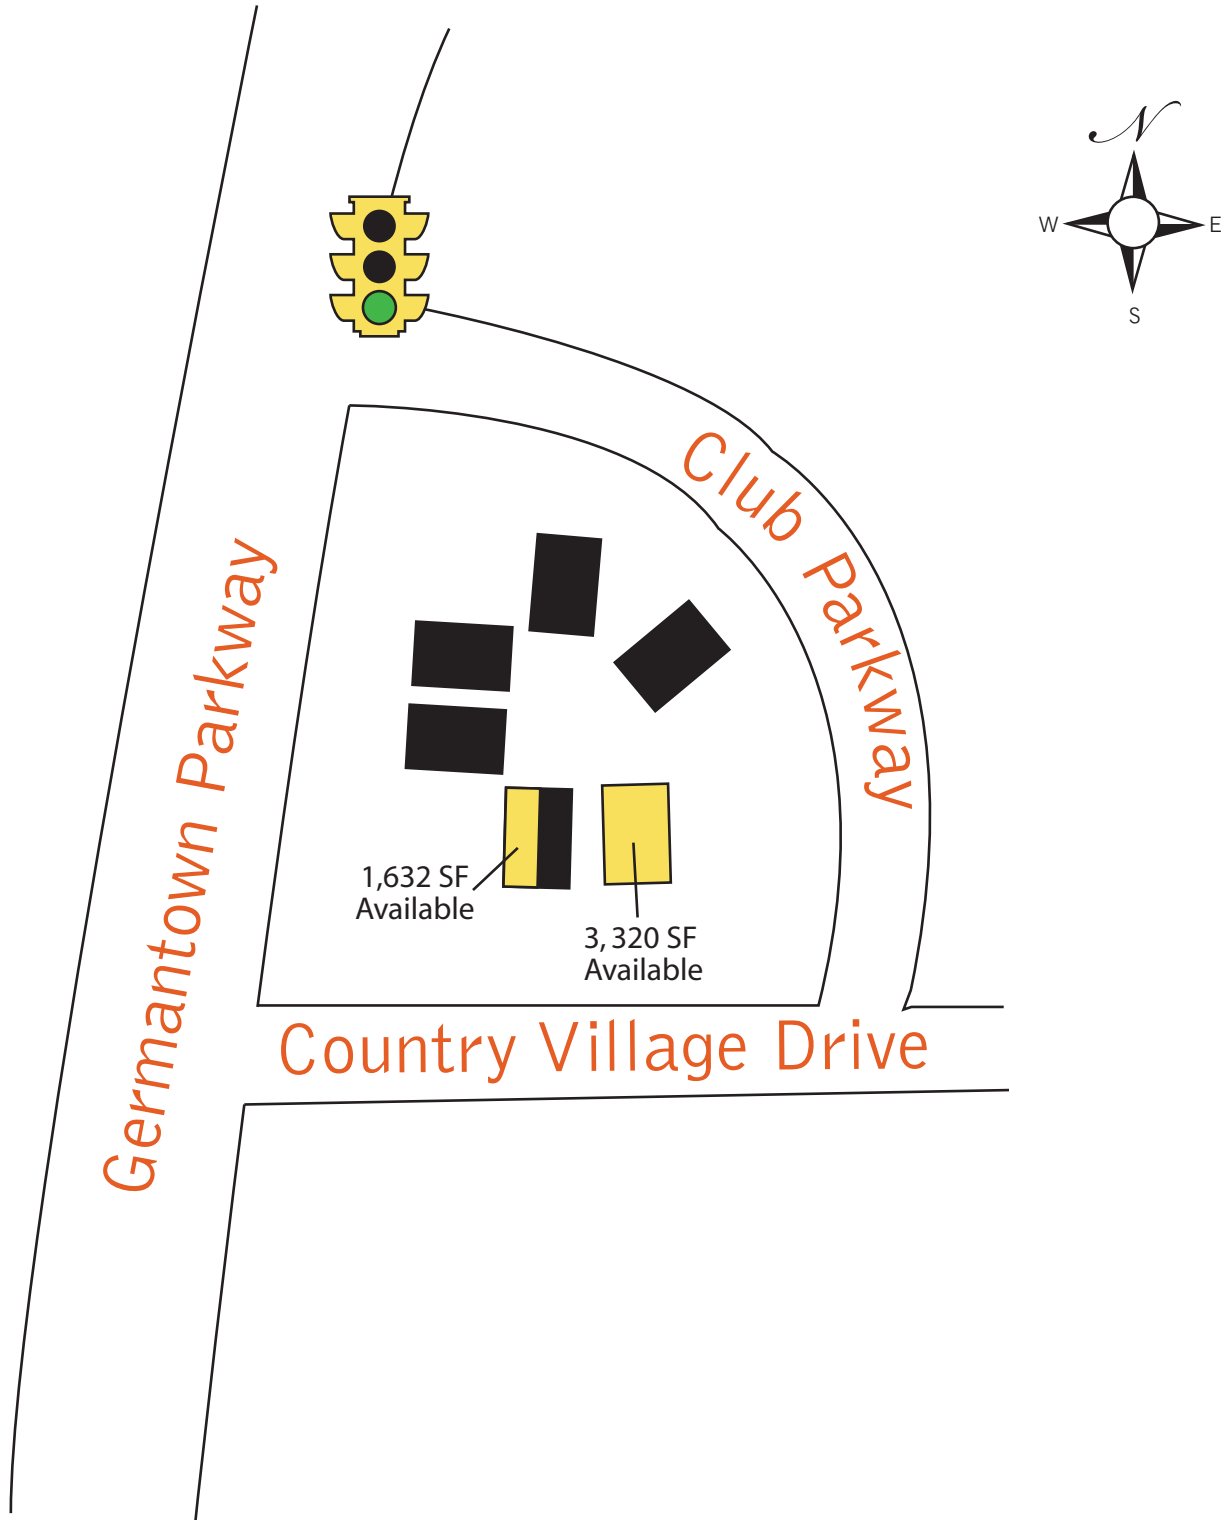 N
W
E
S
Club Parkway
Germantown Parkway
1,632 SF
Available
3, 320 SF
Available
Country Village Drive